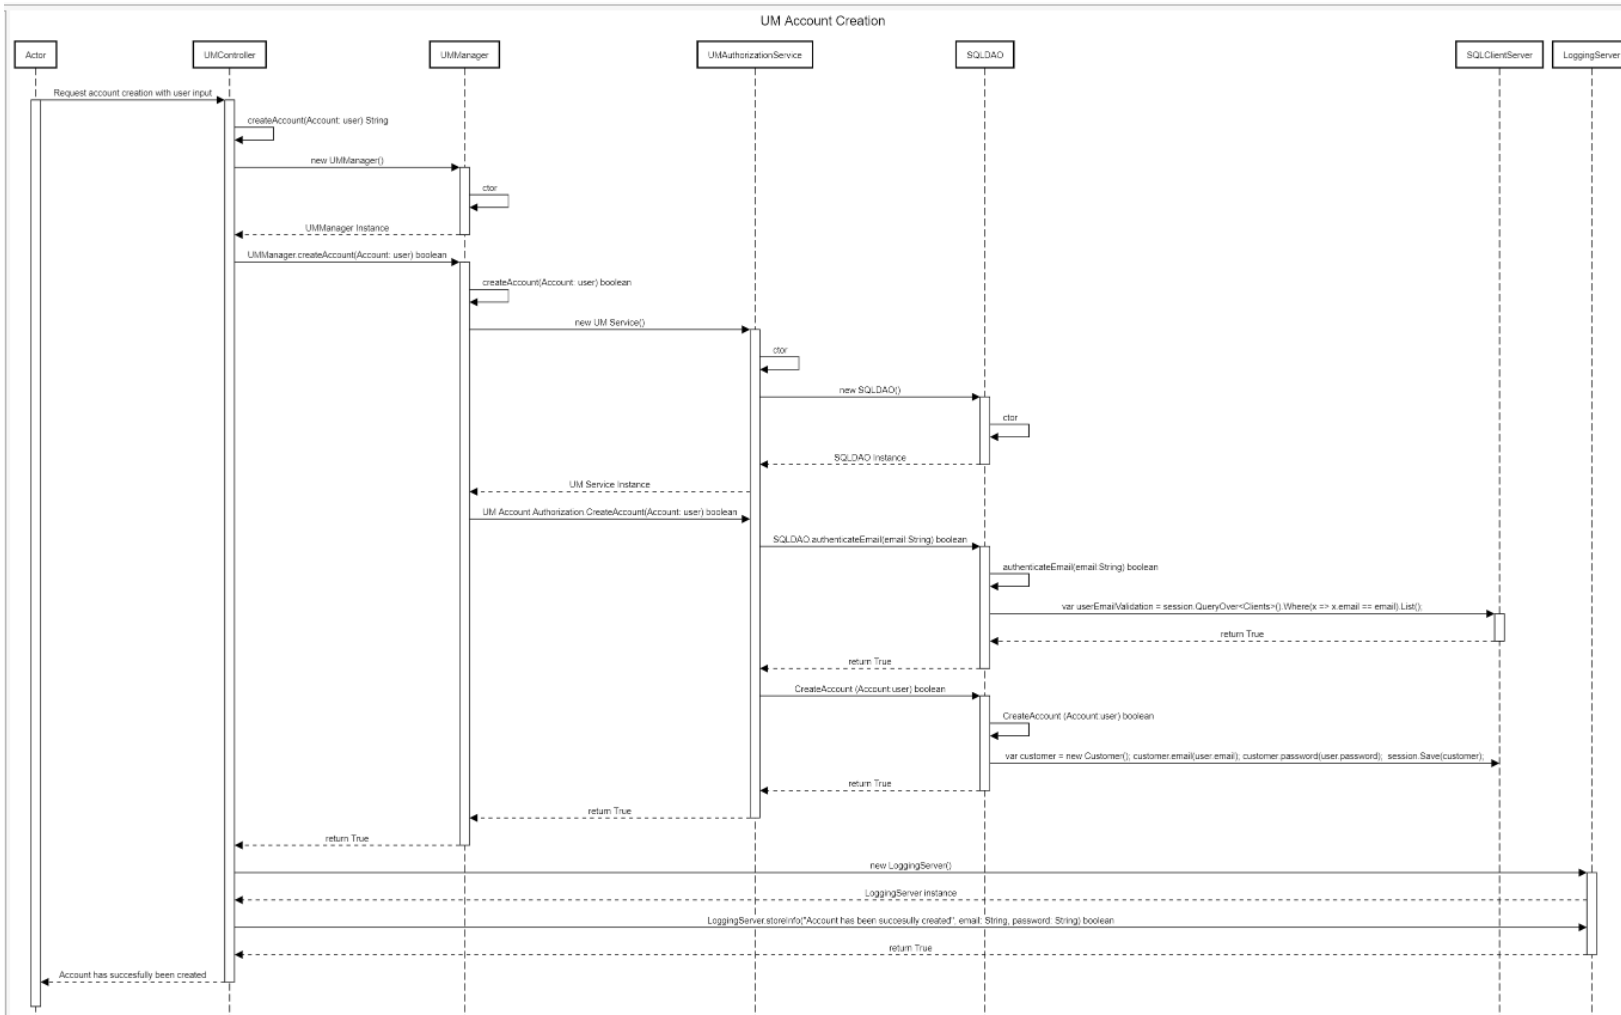 UM Account Creation
Actor
UMController
UMManager
UMAuthorizationService
SQLDAO
SQLClientServer
LoggingServer
Request account creation with user input
createAccount(Account: user) String
new UMManager()
ctor
UMManager Instance
UMManager.createAccount(Account: user) boolean
createAccount(Account: user) boolean
new UM Service()
ctor
new SQLDAO()
ctor
SQLDAO Instance
UM Service Instance
UM Account Authorization.CreateAccount(Account: user) boolean
SQLDAO.authenticateEmail(email:String) boolean
authenticateEmail(email:String) boolean
var userEmailValidation = session.QueryOver<Clients>().Where(x => x.email == email).List();
return True
return True
CreateAccount (Account:user) boolean
CreateAccount (Account:user) boolean
var customer = new Customer(); customer.email(user.email); customer.password(user.password); session.Save(customer);
return True
return True
return True
new LoggingServer()
LoggingServer instance
LoggingServer.storeInfo("Account has been succesully created", email: String, password: String) boolean
return True
Account has succesfully been created